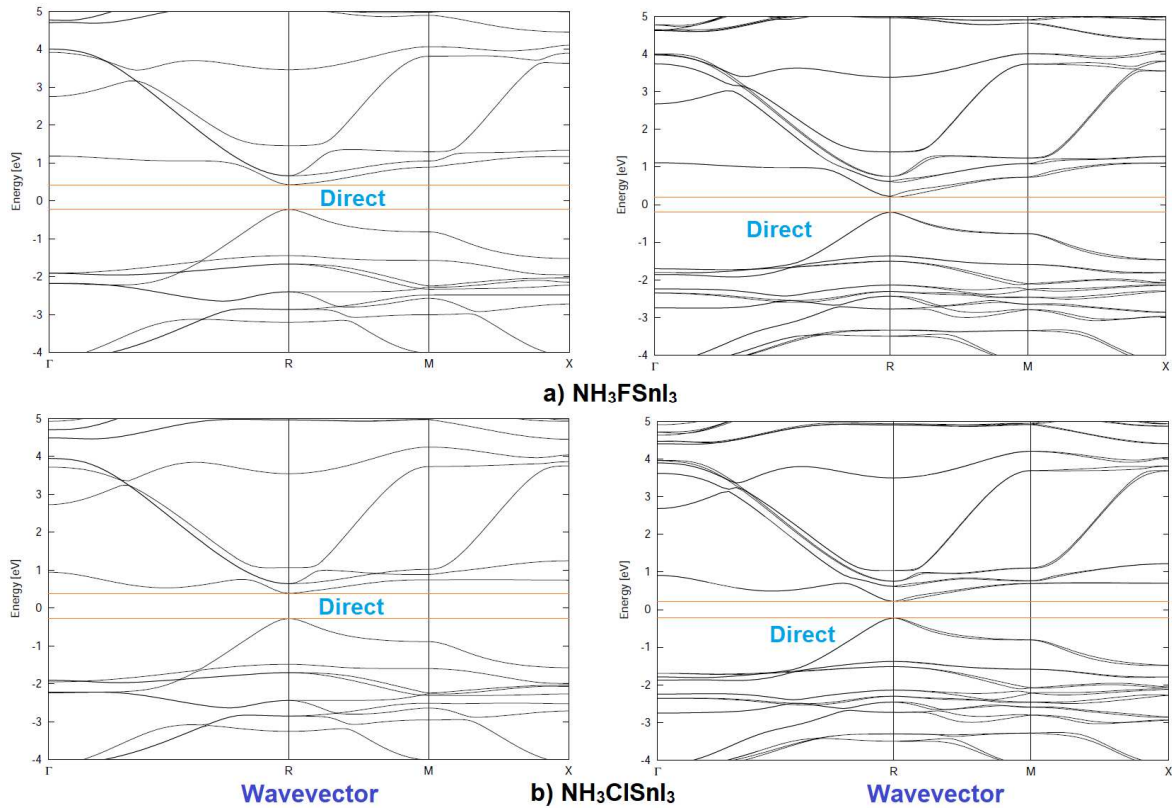 5
4
3
2
1
0
-1
-2
-3
-4
Energy [eV]
Direct
Γ R M X
5
4
3
2
1
0
-1
-2
-3
-4
Energy [eV]
Direct
Γ R M X
a) NH₃FSnI₃
5
4
3
2
1
0
-1
-2
-3
-4
Energy [eV]
Direct
Γ R M X
5
4
3
2
1
0
-1
-2
-3
-4
Energy [eV]
Direct
Γ R M X
Wavevector b) NH₃ClSnI₃ Wavevector